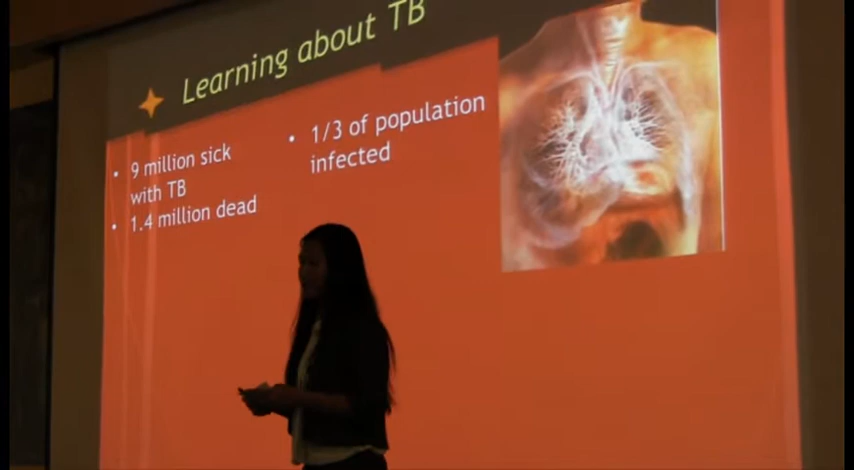 Learning about TB
• 9 million sick
with TB
• 1.4 million dead
• 1/3 of population
infected